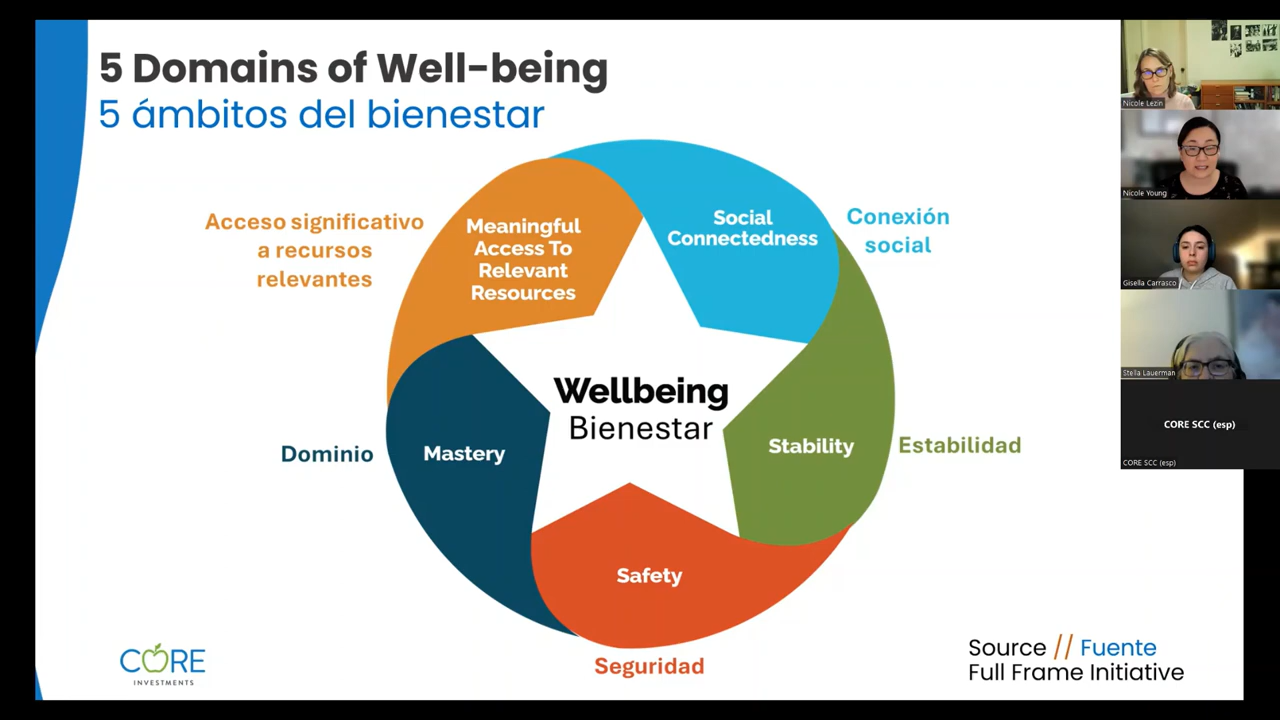 5 Domains of Well-being
5 ámbitos del bienestar
Acceso significativo
a recursos
relevantes
Meaningful
Access To
Relevant
Resources
Social
Connectedness
Conexión
social
Wellbeing
Bienestar
Dominio
Mastery
Stability
Estabilidad
Safety
Seguridad
CORE
INVESTMENTS
Source // Fuente
Full Frame Initiative
Nicole Lezin
Nicole Young
Gisella Carrasco
Stella Lauerman
CORE SCC (esp)
CORE SCC (esp)